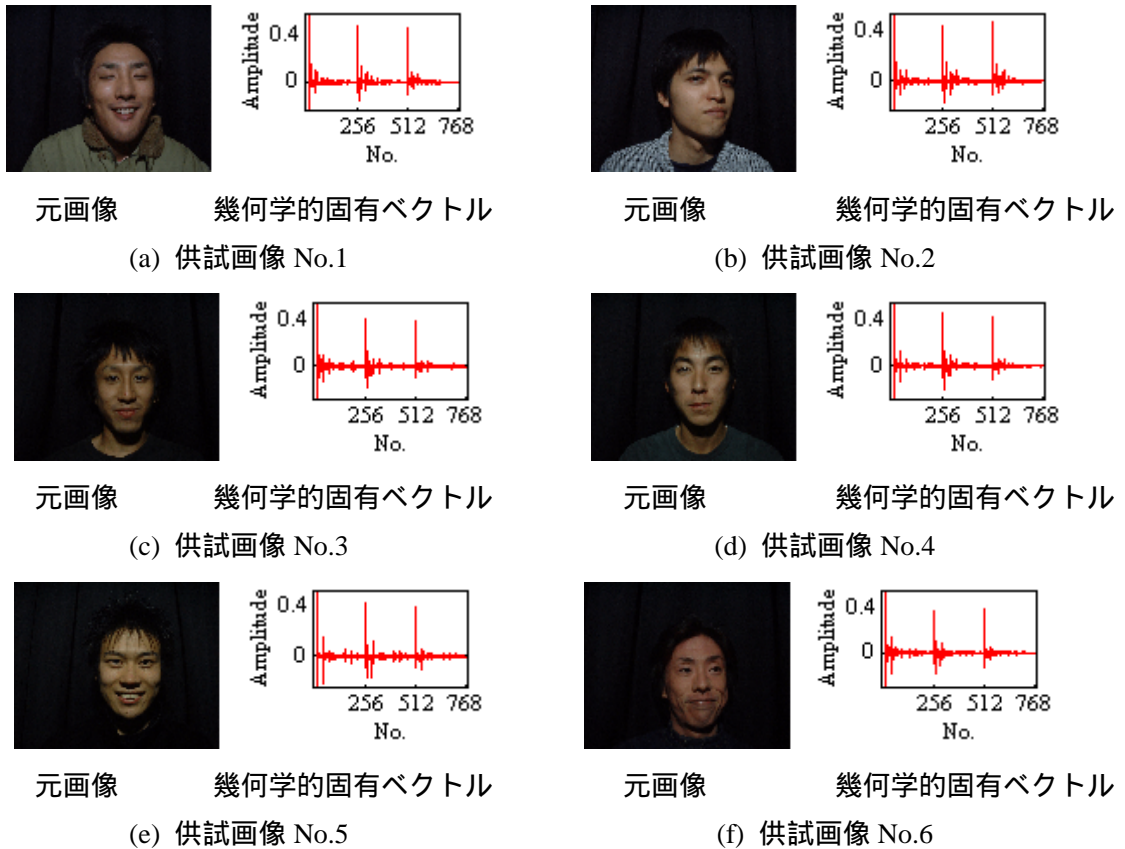 Amplitude
0.4
0
256 512 768
No.
Amplitude
0.4
0
256 512 768
No.
元画像 幾何学的固有ベクトル
元画像 幾何学的固有ベクトル
(a) 供試画像 No.1
(b) 供試画像 No.2
Amplitude
0.4
0
256 512 768
No.
Amplitude
0.4
0
256 512 768
No.
元画像 幾何学的固有ベクトル
元画像 幾何学的固有ベクトル
(c) 供試画像 No.3
(d) 供試画像 No.4
Amplitude
0.4
0
256 512 768
No.
Amplitude
0.4
0
256 512 768
No.
元画像 幾何学的固有ベクトル
元画像 幾何学的固有ベクトル
(e) 供試画像 No.5
(f) 供試画像 No.6